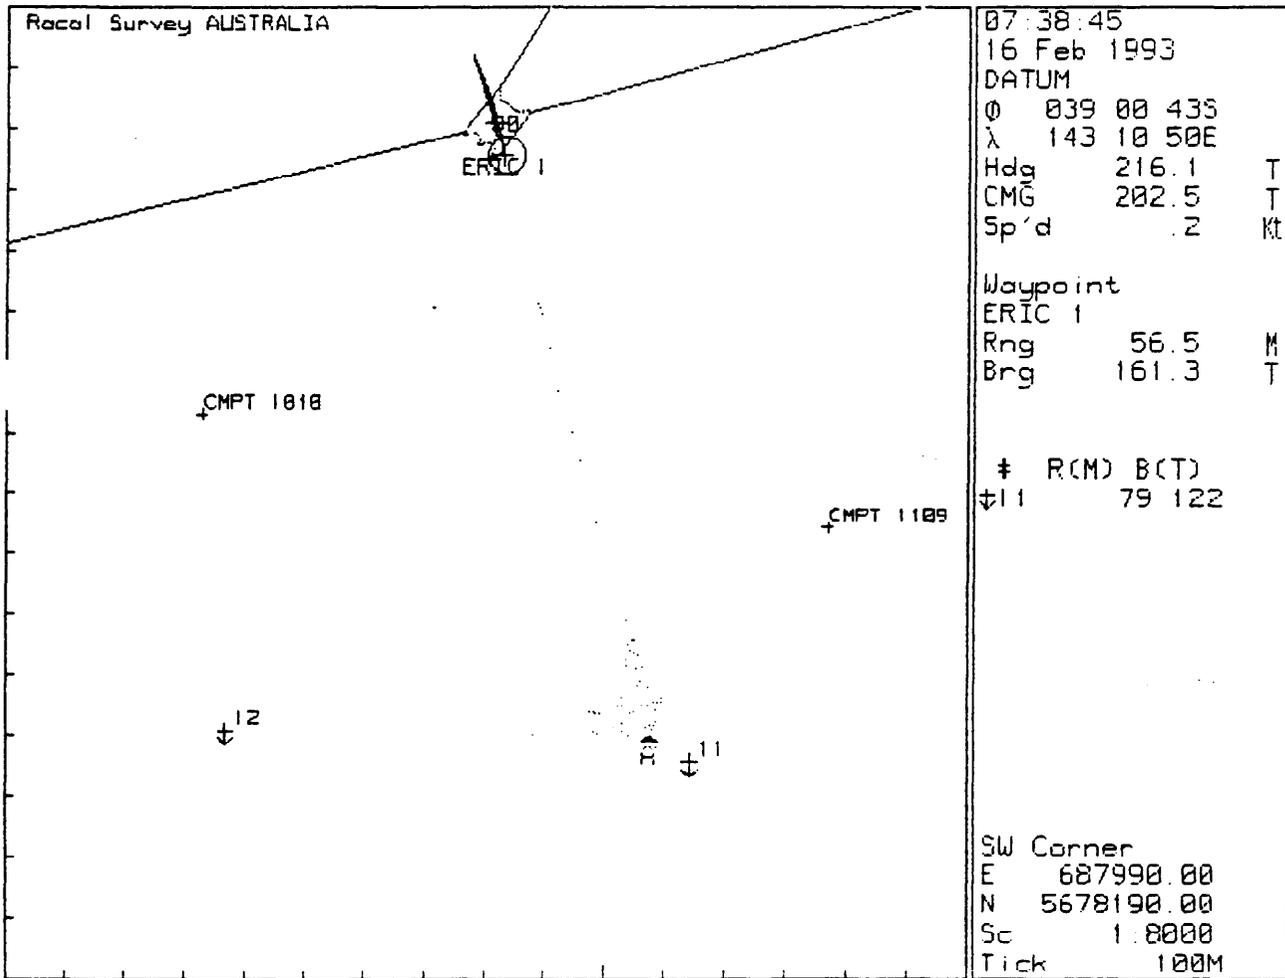 Racal Survey AUSTRALIA
ERIC 1
CMPT 1010
CMPT 1109
12
11
07:38:45
16 Feb 1993
DATUM
Φ 039 00 43S
λ 143 10 50E
Hdg 216.1 T
CMG 202.5 T
Sp'd .2 Kt
Waypoint
ERIC 1
Rng 56.5 M
Brg 161.3 T
‡ R(M) B(T)
11 79 122
SW Corner
E 687990.00
N 5678190.00
Sc 1:8000
Tick 100M